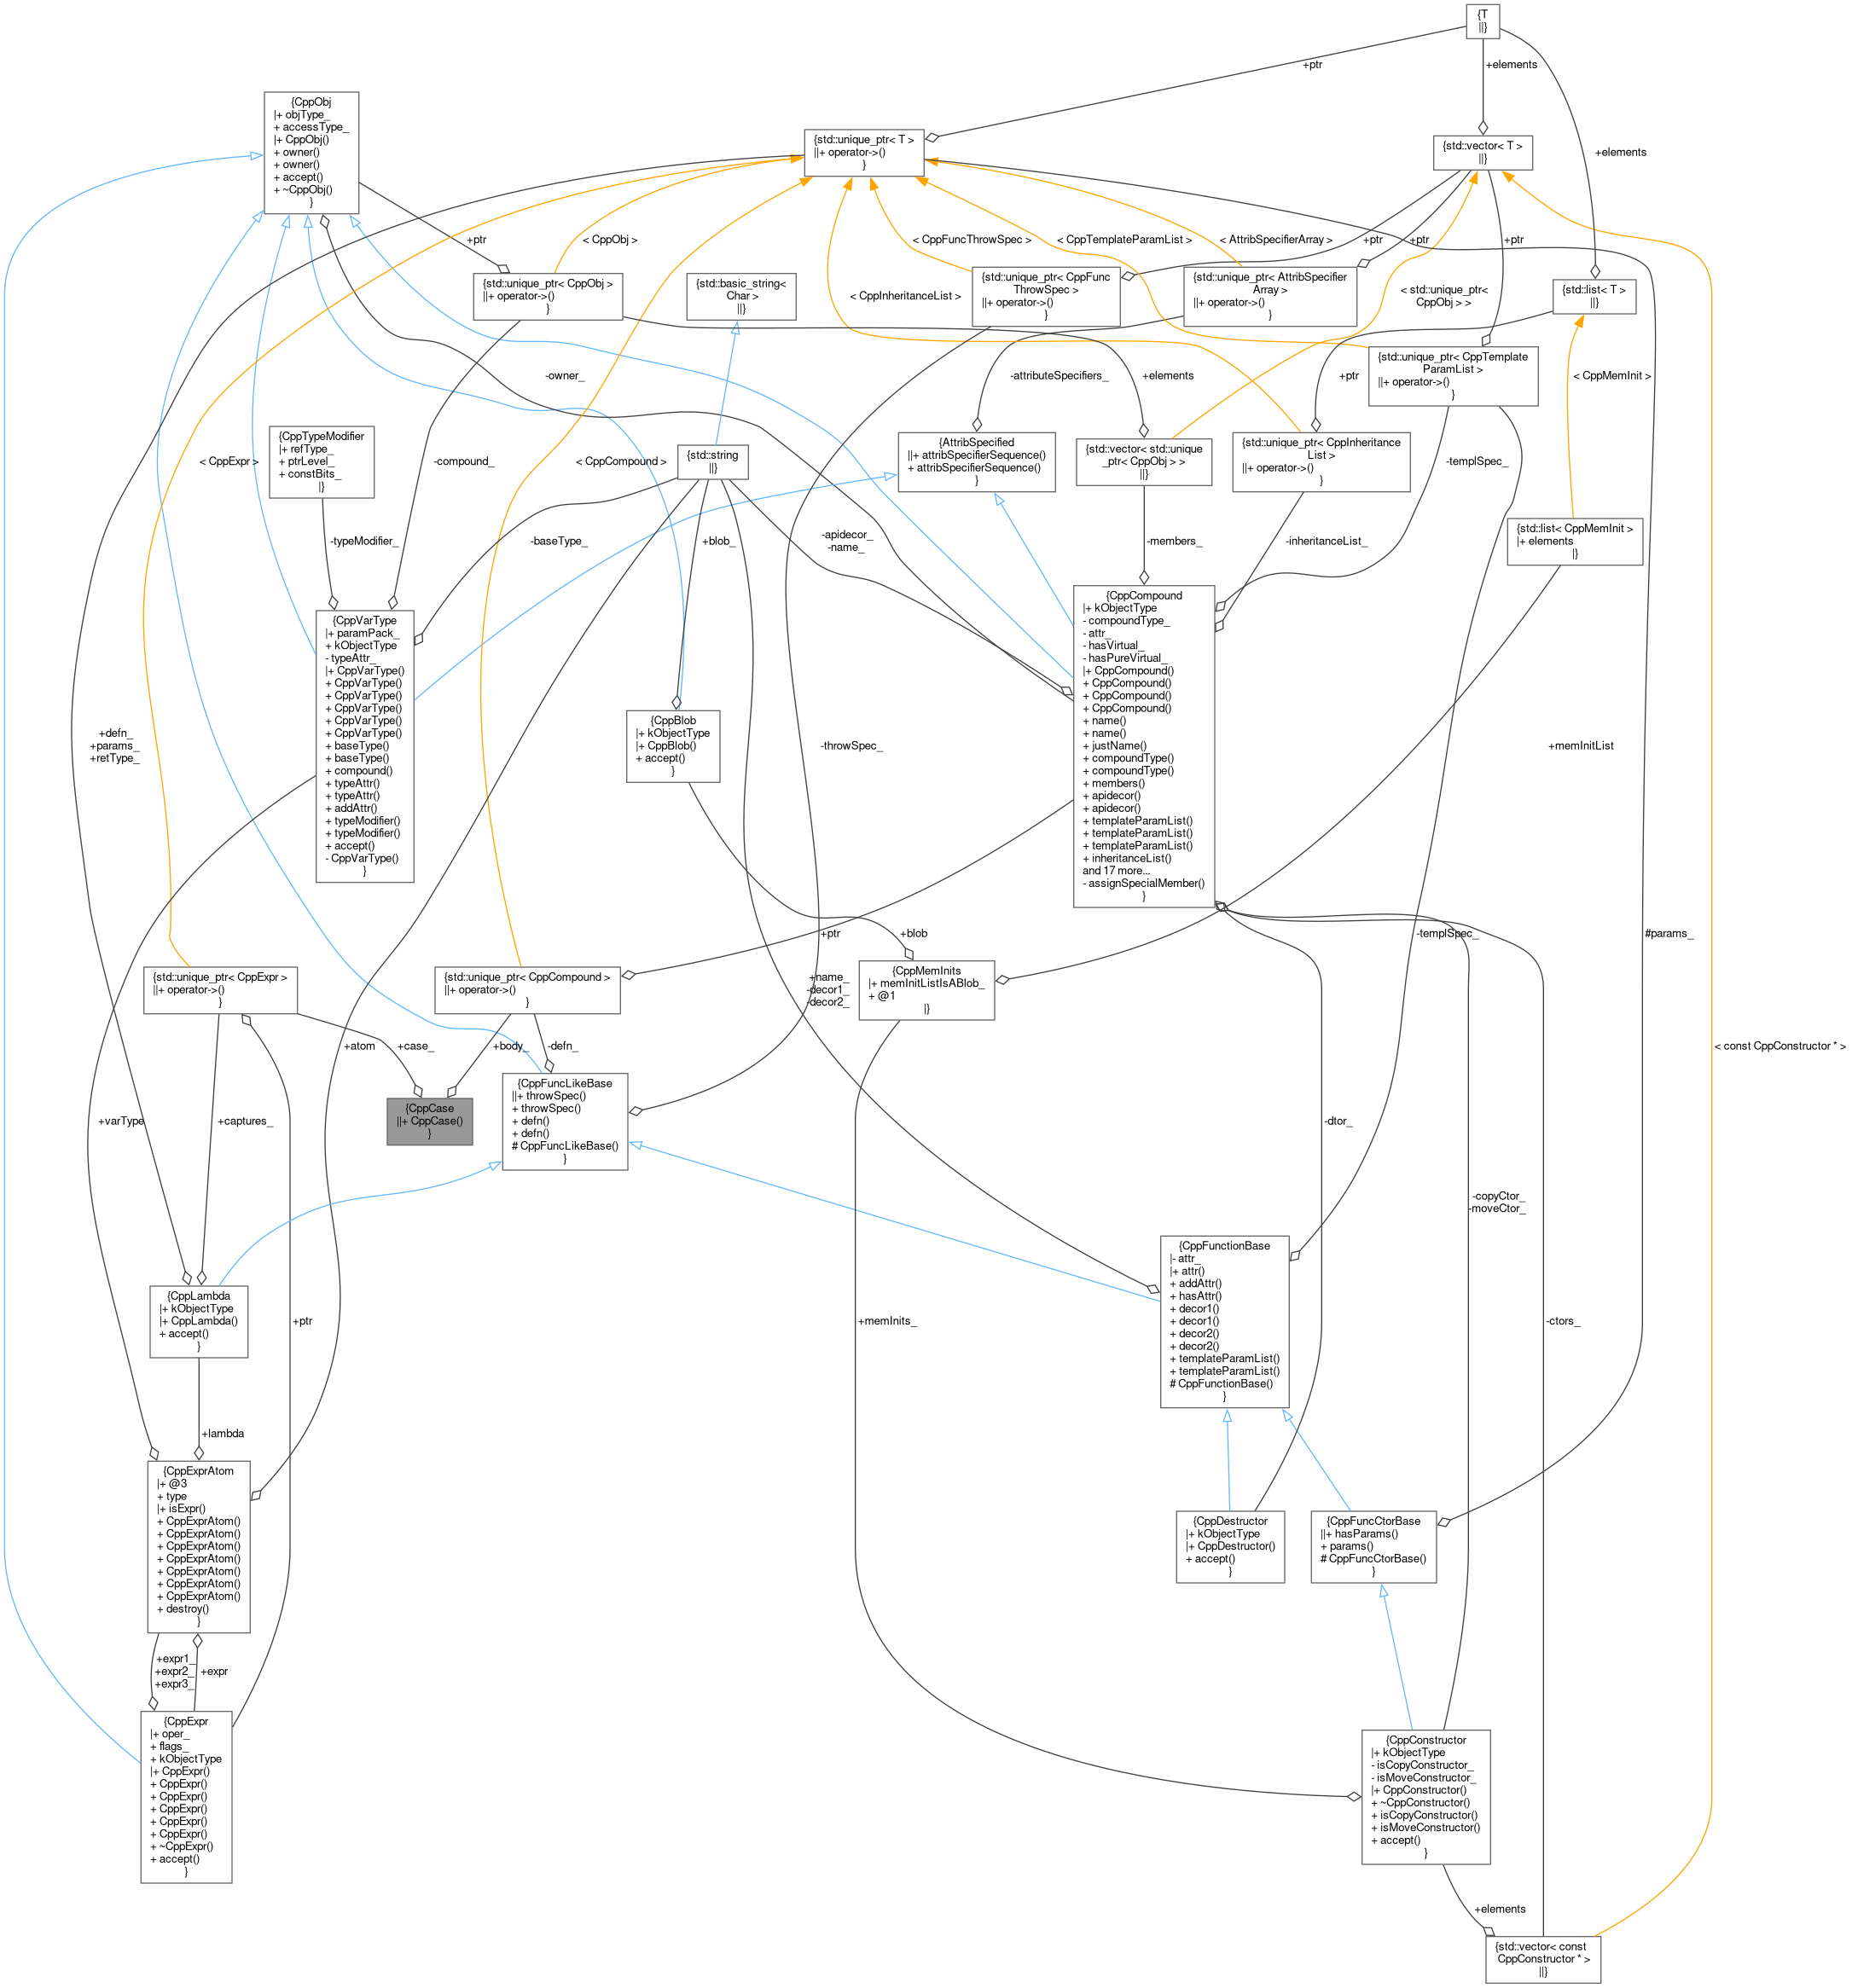 {T
||}
+ptr
+elements
{CppObj
|+ objType_
+ accessType_
|+ CppObj()
+ owner()
+ owner()
+ accept()
+ ~CppObj()
}
{std::unique_ptr< T >
||+ operator->()
}
{std::vector< T >
||}
+elements
+ptr
< CppObj >
< CppFuncThrowSpec >
< CppTemplateParamList >
< AttribSpecifierArray >
+ptr
+ptr
+ptr
{std::unique_ptr< CppObj >
||+ operator->()
}
{std::basic_string<
Char >
||}
< CppInheritanceList >
{std::unique_ptr< CppFunc
ThrowSpec >
||+ operator->()
}
{std::unique_ptr< AttribSpecifier
Array >
||+ operator->()
}
< std::unique_ptr<
CppObj > >
{std::list< T >
||}
-owner_
-attributeSpecifiers_
+elements
+ptr
{std::unique_ptr< CppTemplate
ParamList >
||+ operator->()
}
< CppMemInit >
{CppTypeModifier
|+ refType_
+ ptrLevel_
+ constBits_
|}
< CppExpr >
-compound_
< CppCompound >
{std::string
||}
{AttribSpecified
||+ attribSpecifierSequence()
+ attribSpecifierSequence()
}
{std::vector< std::unique
_ptr< CppObj > >
||}
{std::unique_ptr< CppInheritance
List >
||+ operator->()
}
-templSpec_
{std::list< CppMemInit >
|+ elements
|}
-typeModifier_
-baseType_
+blob_
-apidecor_
-name_
-members_
-inheritanceList_
{CppVarType
|+ paramPack_
+ kObjectType
- typeAttr_
|+ CppVarType()
+ CppVarType()
+ CppVarType()
+ CppVarType()
+ CppVarType()
+ CppVarType()
+ baseType()
+ baseType()
+ compound()
+ typeAttr()
+ typeAttr()
+ addAttr()
+ typeModifier()
+ typeModifier()
+ accept()
- CppVarType()
}
{CppCompound
|+ kObjectType
- compoundType_
- attr_
- hasVirtual_
- hasPureVirtual_
|+ CppCompound()
+ CppCompound()
+ CppCompound()
+ CppCompound()
+ name()
+ name()
+ justName()
+ compoundType()
+ compoundType()
+ members()
+ apidecor()
+ apidecor()
+ templateParamList()
+ templateParamList()
+ templateParamList()
+ inheritanceList()
and 17 more...
- assignSpecialMember()
}
{CppBlob
|+ kObjectType
|+ CppBlob()
+ accept()
}
+defn_
+params_
+retType_
-throwSpec_
+memInitList
+ptr
+blob
-templSpec_
#params_
{std::unique_ptr< CppExpr >
||+ operator->()
}
{std::unique_ptr< CppCompound >
||+ operator->()
}
+name_
-decor1_
-decor2_
{CppMemInits
|+ memInitListIsABlob_
+ @1
|}
+atom
+case_
+body_
-defn_
< const CppConstructor * >
{CppCase
||+ CppCase()
}
{CppFuncLikeBase
||+ throwSpec()
+ throwSpec()
+ defn()
+ defn()
# CppFuncLikeBase()
}
+varType
+captures_
-dtor_
-copyCtor_
-moveCtor_
{CppFunctionBase
|- attr_
|+ attr()
+ addAttr()
+ hasAttr()
+ decor1()
+ decor1()
+ decor2()
+ decor2()
+ templateParamList()
+ templateParamList()
# CppFunctionBase()
}
{CppLambda
|+ kObjectType
|+ CppLambda()
+ accept()
}
+ptr
+memInits_
-ctors_
+lambda
{CppExprAtom
|+ @3
+ type
|+ isExpr()
+ CppExprAtom()
+ CppExprAtom()
+ CppExprAtom()
+ CppExprAtom()
+ CppExprAtom()
+ CppExprAtom()
+ CppExprAtom()
+ destroy()
}
{CppDestructor
|+ kObjectType
|+ CppDestructor()
+ accept()
}
{CppFuncCtorBase
||+ hasParams()
+ params()
# CppFuncCtorBase()
}
+expr1_
+expr2_
+expr3_
+expr
{CppExpr
|+ oper_
+ flags_
+ kObjectType
|+ CppExpr()
+ CppExpr()
+ CppExpr()
+ CppExpr()
+ CppExpr()
+ CppExpr()
+ ~CppExpr()
+ accept()
}
{CppConstructor
|+ kObjectType
- isCopyConstructor_
- isMoveConstructor_
|+ CppConstructor()
+ ~CppConstructor()
+ isCopyConstructor()
+ isMoveConstructor()
+ accept()
}
+elements
{std::vector< const
CppConstructor * >
||}